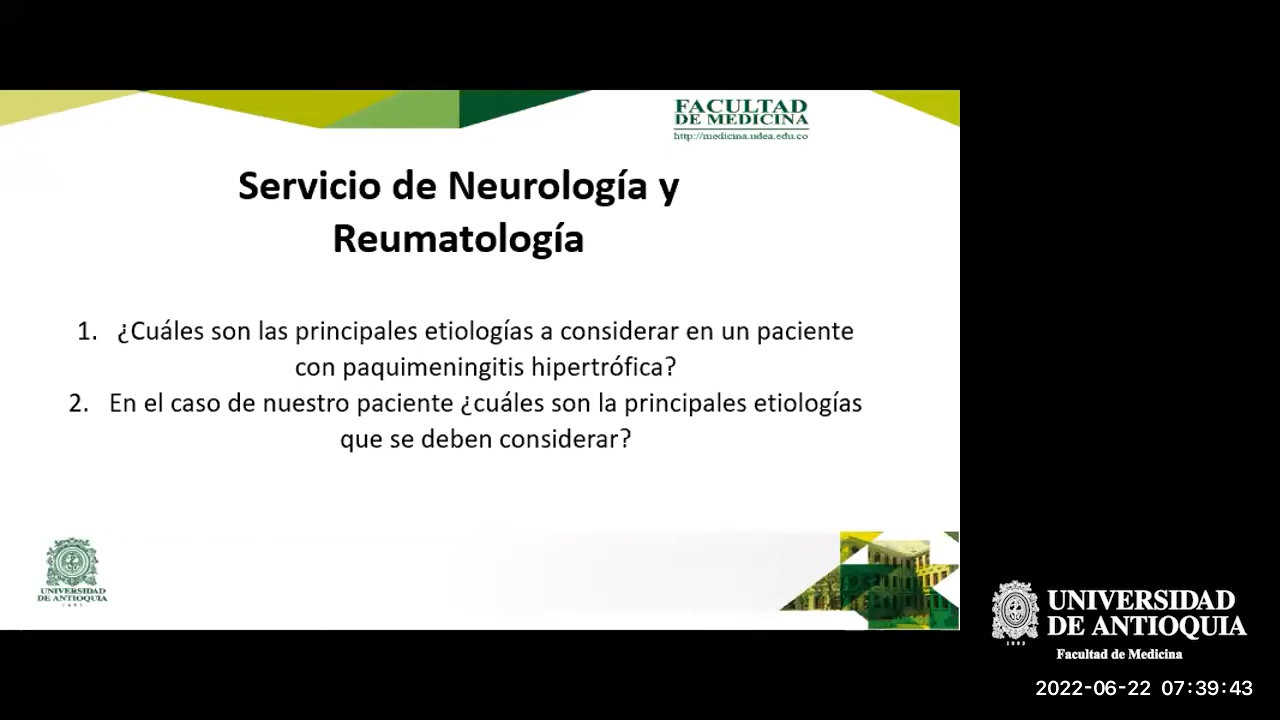 FACULTAD
DE MEDICINA
http://medicina.udea.edu.co
Servicio de Neurología y
Reumatología
1. ¿Cuáles son las principales etiologías a considerar en un paciente
con paquimeningitis hipertrófica?
2. En el caso de nuestro paciente ¿cuáles son la principales etiologías
que se deben considerar?
UNIVERSIDAD
DE ANTIOQUIA
1803
UNIVERSIDAD
DE ANTIOQUIA
1803
Facultad de Medicina
2022-06-22 07:39:43